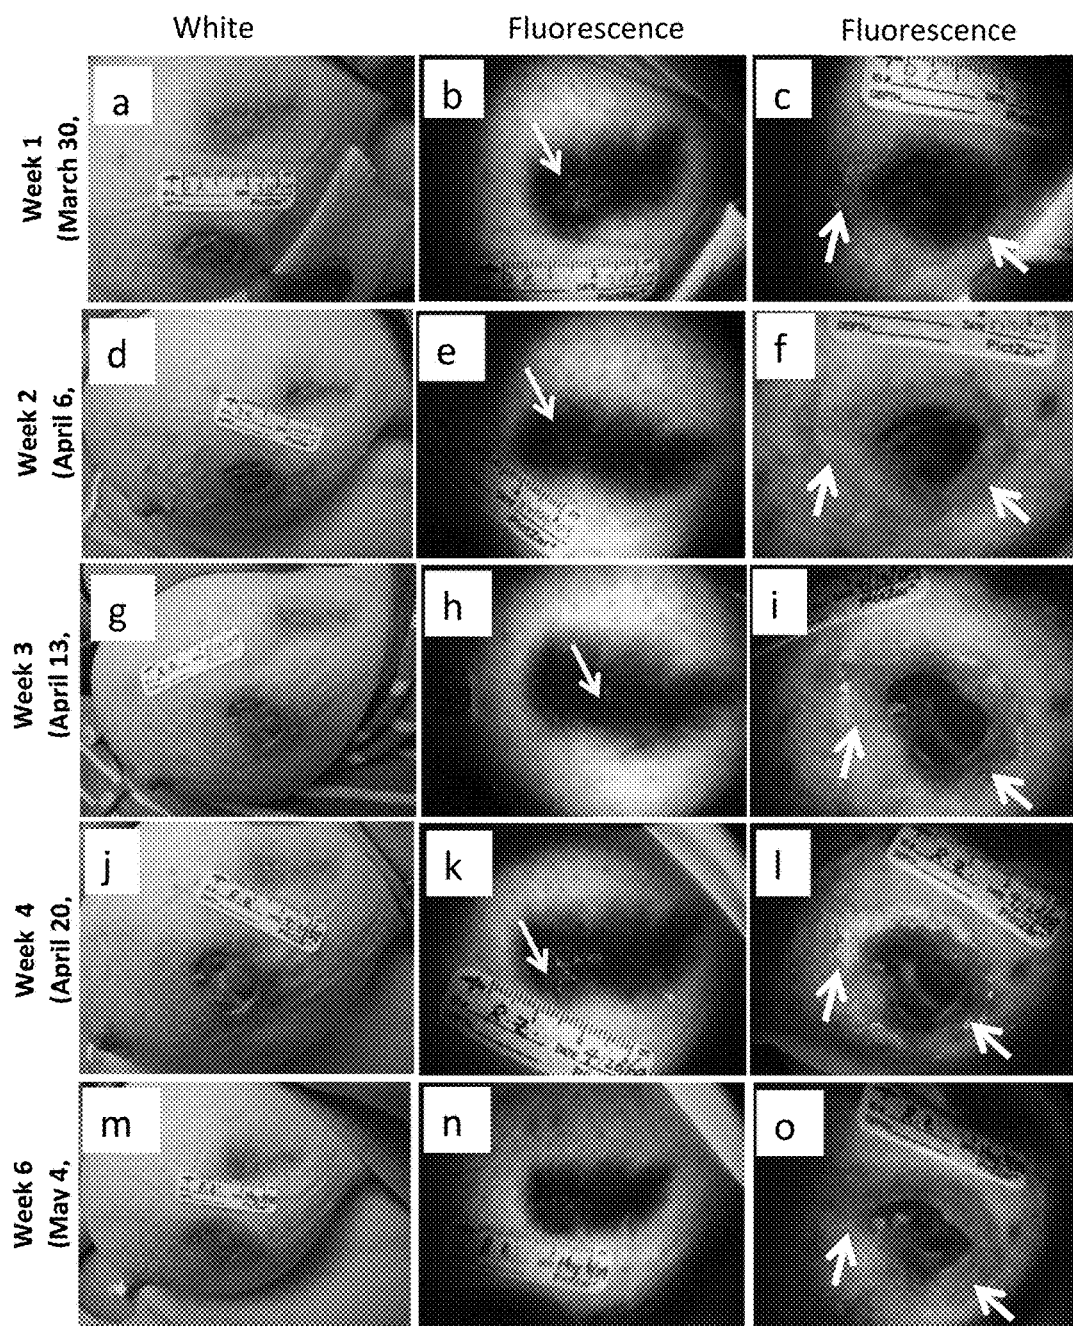 White Fluorescence Fluorescence
Week 1
(March 30,
a b c
Week 2
(April 6,
d e f
Week 3
(April 13,
g h i
Week 4
(April 20,
j k l
Week 6
(May 4,
m n o